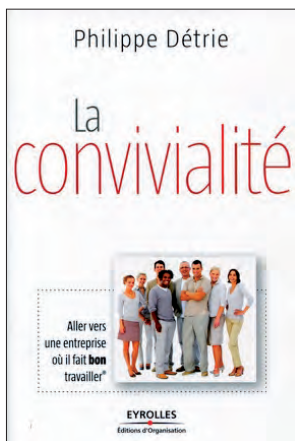 Philippe Détrie
La
convivialité
Aller vers
une entreprise
où il fait bon
travailler®
EYROLLES
Éditions d'Organisation